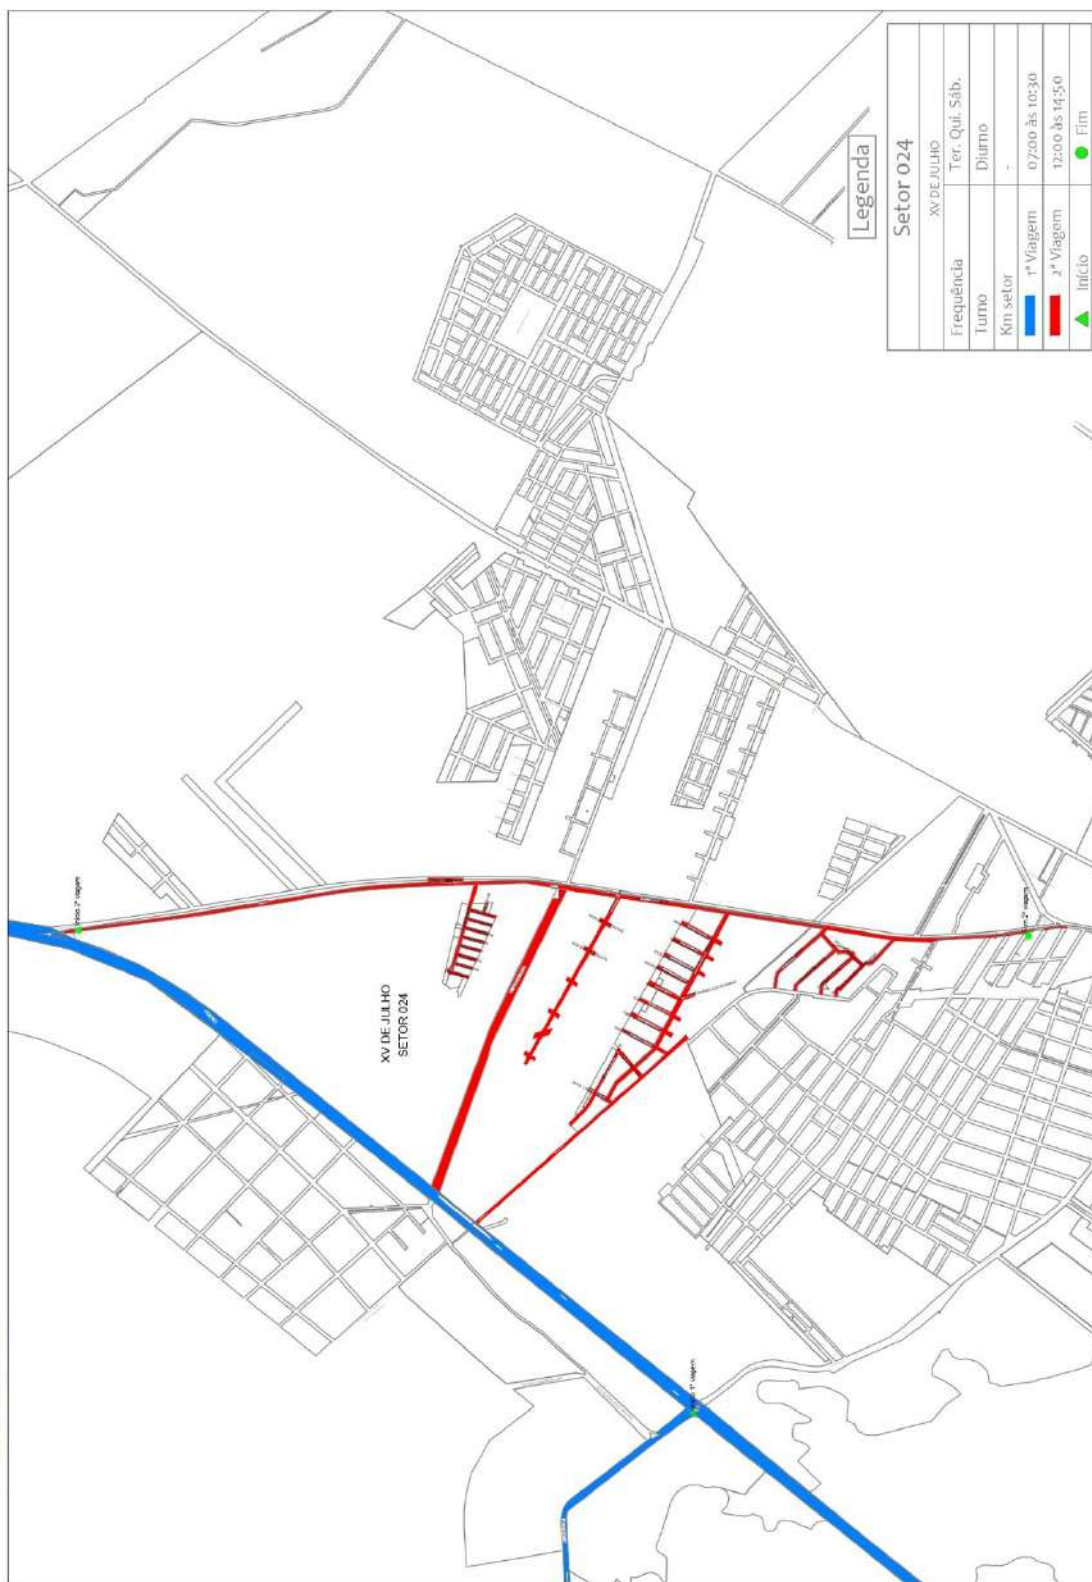 Legenda
Setor 024
XV DE JULHO
Frequência Ter. Qui. Sáb.
Turno Diurno
Km setor -
1ª Viagem 07:00 às 10:30
2ª Viagem 12:00 às 14:50
Início Fim
XV DE JULHO
SETOR 024